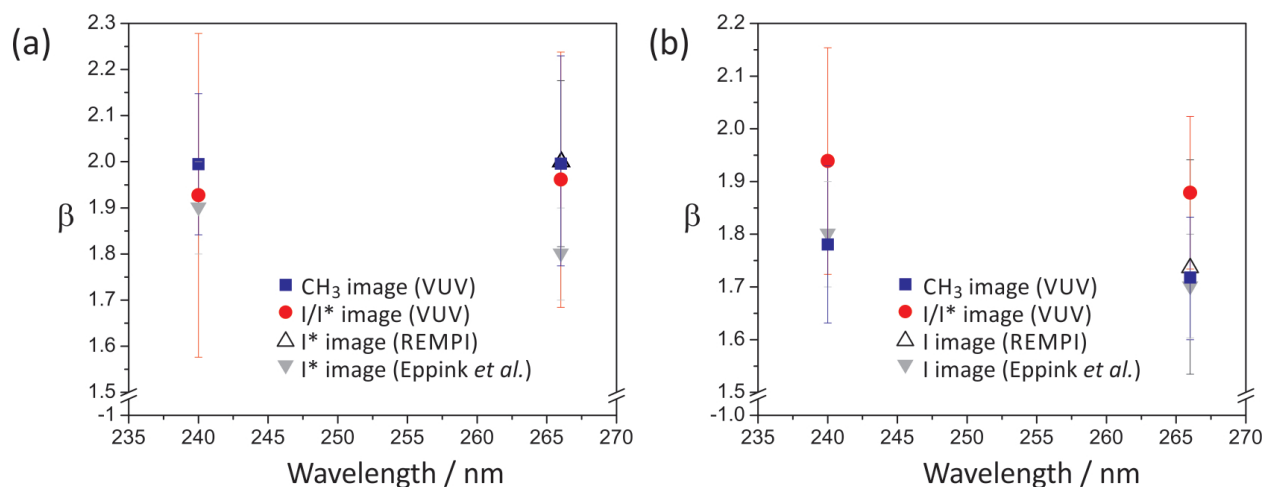 (a)
2.3
2.2
2.1
2.0
1.9
1.8
1.7
1.6
1.5
-1
β
CH₃ image (VUV)
I/I* image (VUV)
I* image (REMPI)
I* image (Eppink et al.)
235 240 245 250 255 260 265 270
Wavelength / nm
(b)
2.2
2.1
2.0
1.9
1.8
1.7
1.6
1.5
-1.0
β
CH₃ image (VUV)
I/I* image (VUV)
I image (REMPI)
I image (Eppink et al.)
235 240 245 250 255 260 265 270
Wavelength / nm